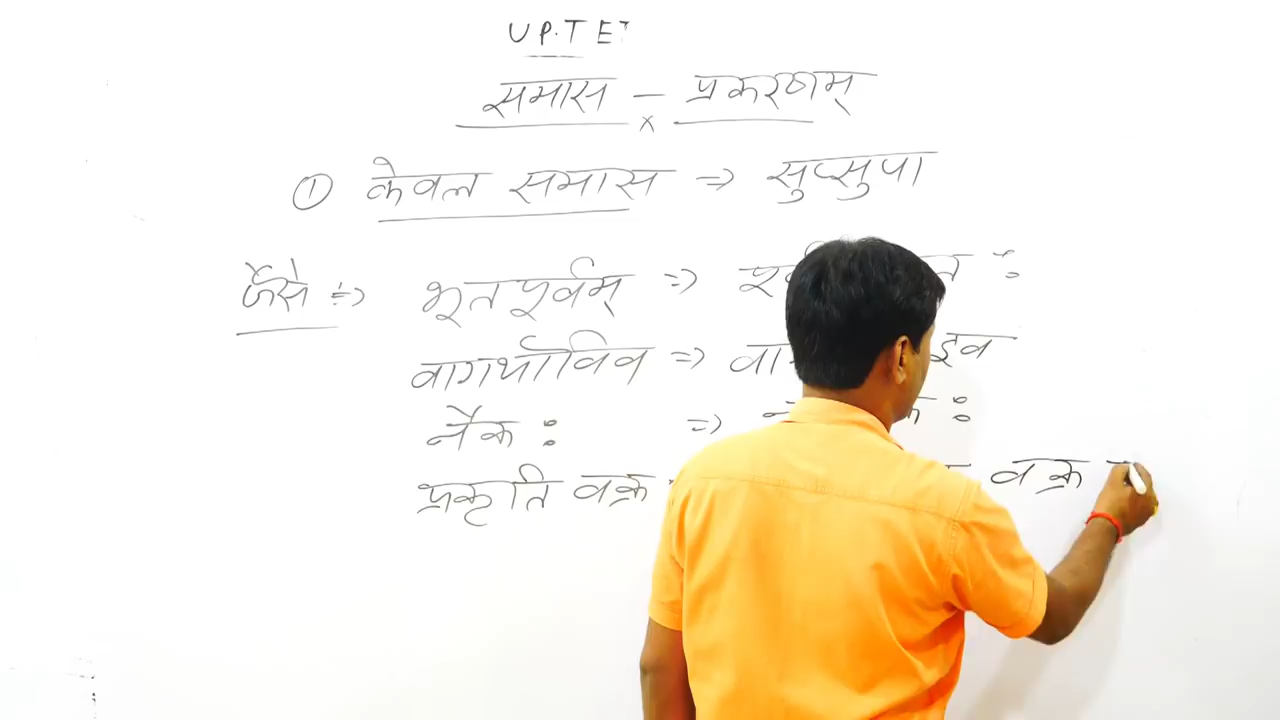 UP.TET
समास - प्रकरणम्
① केवल समास ⇒ सुप्सुपा
जैसे ⇒ भूतपूर्वम् ⇒
वागर्थाविव ⇒ इव
नैकः ⇒
प्रकृति वक्र वक्र